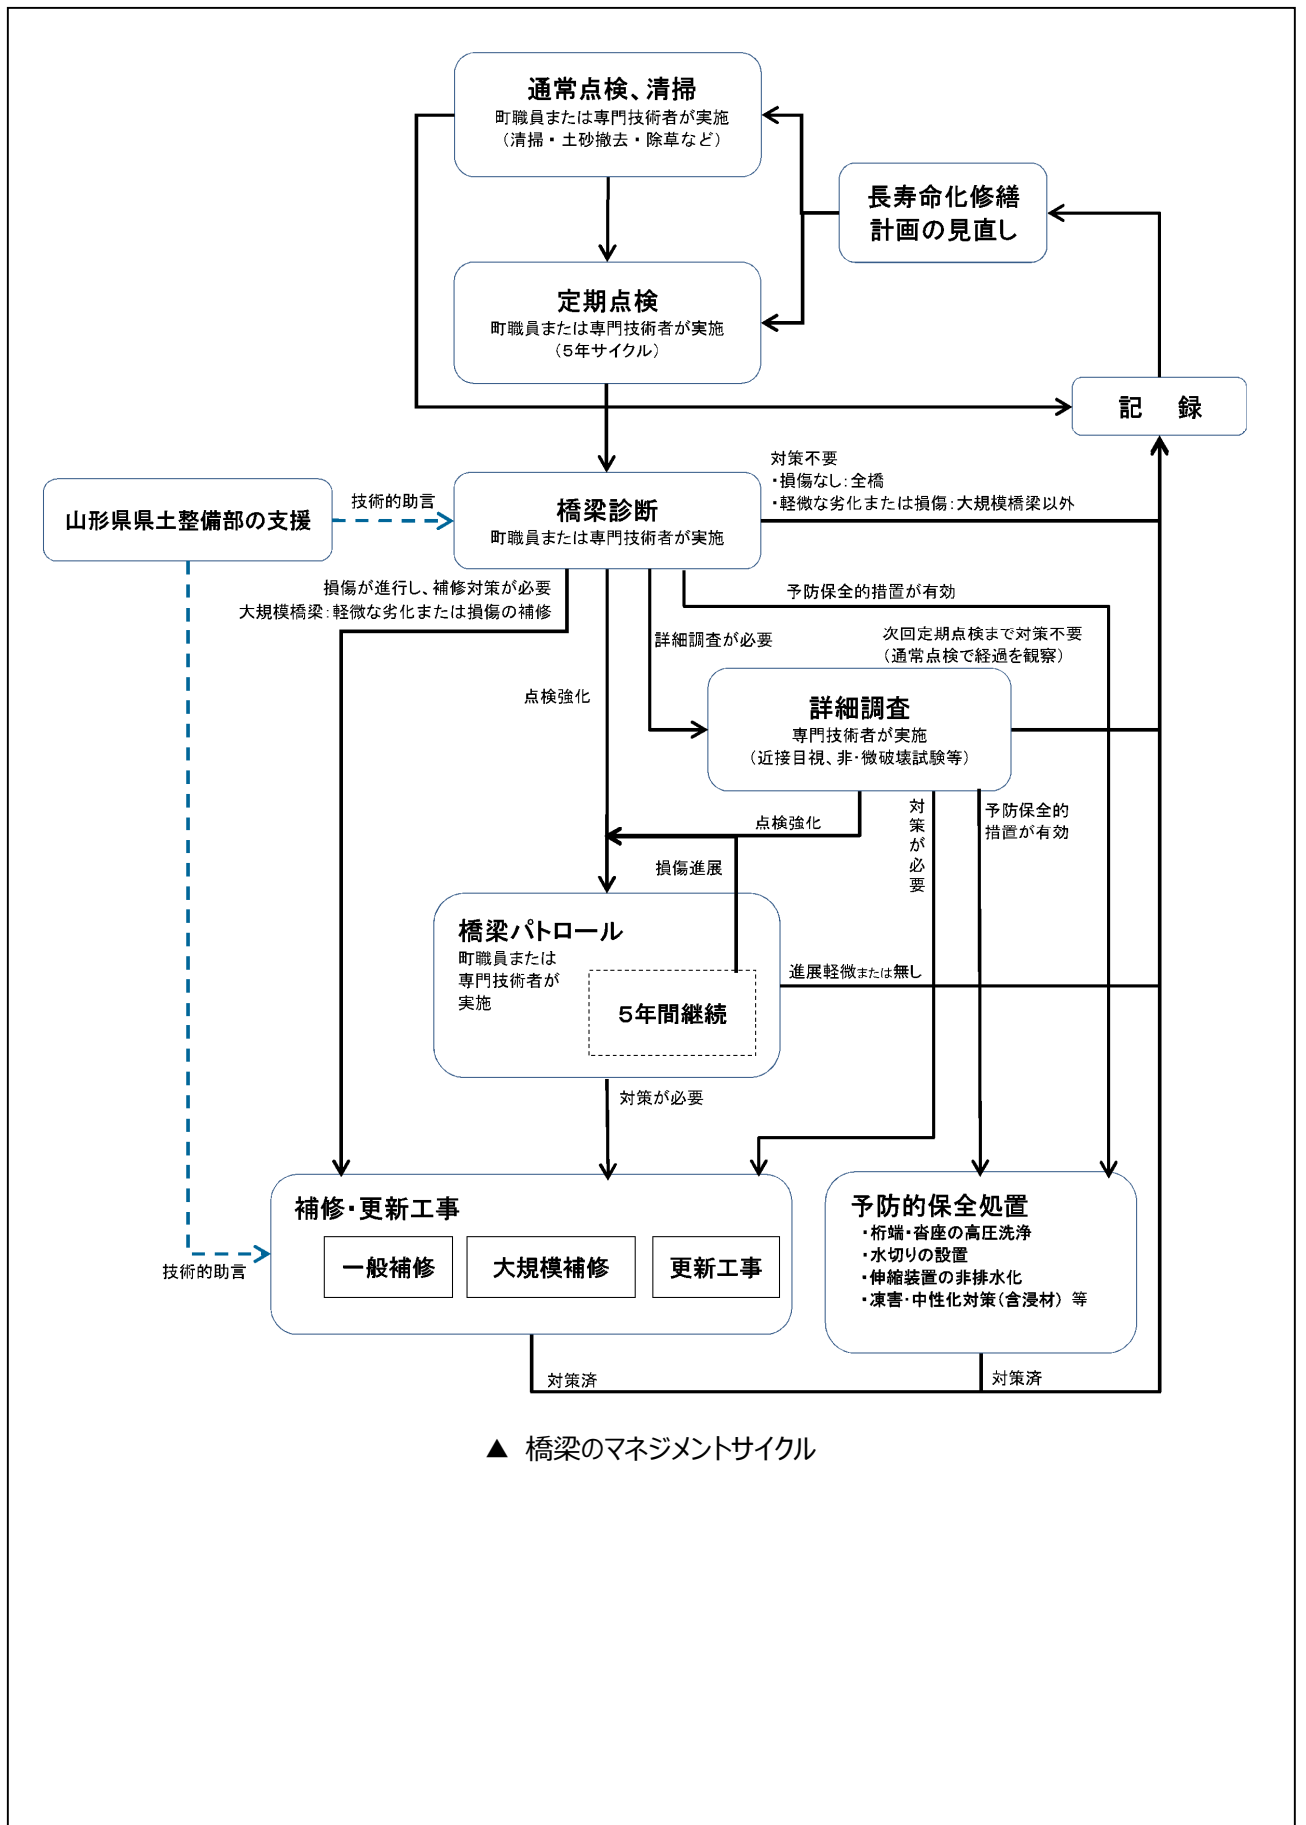 通常点検、清掃
町職員または専門技術者が実施
（清掃・土砂撤去・除草など）
長寿命化修繕
計画の見直し
定期点検
町職員または専門技術者が実施
（5年サイクル）
記　録
対策不要
・損傷なし：全橋
・軽微な劣化または損傷：大規模橋梁以外
山形県県土整備部の支援
技術的助言
橋梁診断
町職員または専門技術者が実施
損傷が進行し、補修対策が必要
大規模橋梁：軽微な劣化または損傷の補修
予防保全的措置が有効
詳細調査が必要
次回定期点検まで対策不要
（通常点検で経過を観察）
点検強化
詳細調査
専門技術者が実施
（近接目視、非・微破壊試験等）
点検強化
対策が必要
予防保全的
措置が有効
損傷進展
橋梁パトロール
町職員または
専門技術者が
実施
5年間継続
進展軽微または無し
対策が必要
補修・更新工事
一般補修
大規模補修
更新工事
技術的助言
予防的保全処置
・桁端・沓座の高圧洗浄
・水切りの設置
・伸縮装置の非排水化
・凍害・中性化対策（含浸材）等
対策済
対策済
▲ 橋梁のマネジメントサイクル